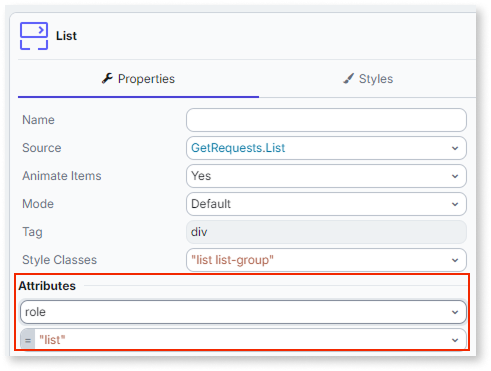 List
Properties
Styles
Name
Source GetRequests.List
Animate Items Yes
Mode Default
Tag div
Style Classes "list list-group"
Attributes
role
= "list"